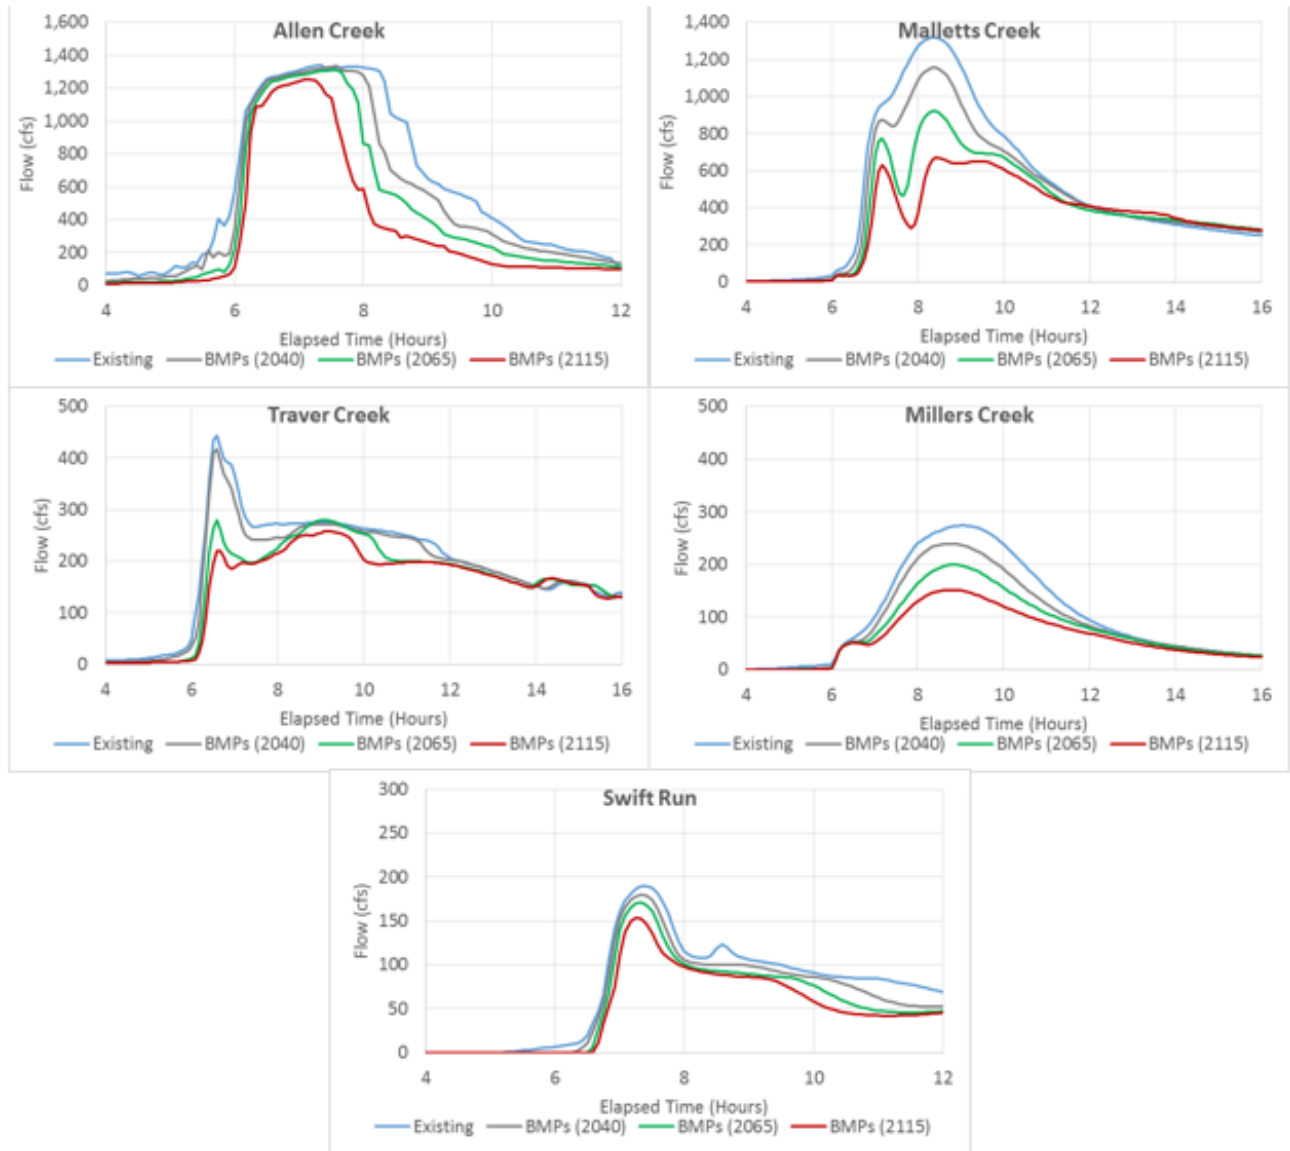 Allen Creek
1,600
1,400
1,200
1,000
800
600
400
200
0
Flow (cfs)
4 6 8 10 12
Elapsed Time (Hours)
Existing BMPs (2040) BMPs (2065) BMPs (2115)
Malletts Creek
1,400
1,200
1,000
800
600
400
200
0
Flow (cfs)
4 6 8 10 12 14 16
Elapsed Time (Hours)
Existing BMPs (2040) BMPs (2065) BMPs (2115)
Traver Creek
500
400
300
200
100
0
Flow (cfs)
4 6 8 10 12 14 16
Elapsed Time (Hours)
Existing BMPs (2040) BMPs (2065) BMPs (2115)
Millers Creek
500
400
300
200
100
0
Flow (cfs)
4 6 8 10 12 14 16
Elapsed Time (Hours)
Existing BMPs (2040) BMPs (2065) BMPs (2115)
Swift Run
300
250
200
150
100
50
0
Flow (cfs)
4 6 8 10 12
Elapsed Time (Hours)
Existing BMPs (2040) BMPs (2065) BMPs (2115)